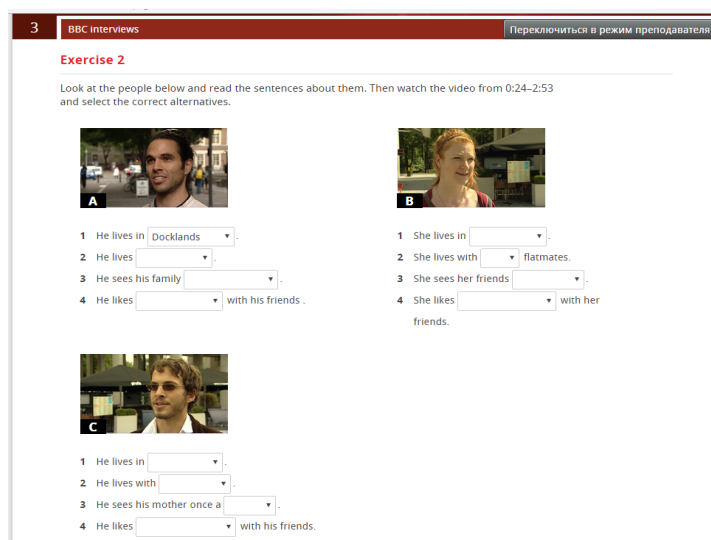 3 BBC interviews Переключиться в режим преподавателя
Exercise 2
Look at the people below and read the sentences about them. Then watch the video from 0:24–2:53
and select the correct alternatives.
A
1 He lives in Docklands .
2 He lives .
3 He sees his family .
4 He likes with his friends .
B
1 She lives in .
2 She lives with flatmates.
3 She sees her friends .
4 She likes with her
friends.
C
1 He lives in .
2 He lives with .
3 He sees his mother once a .
4 He likes with his friends.